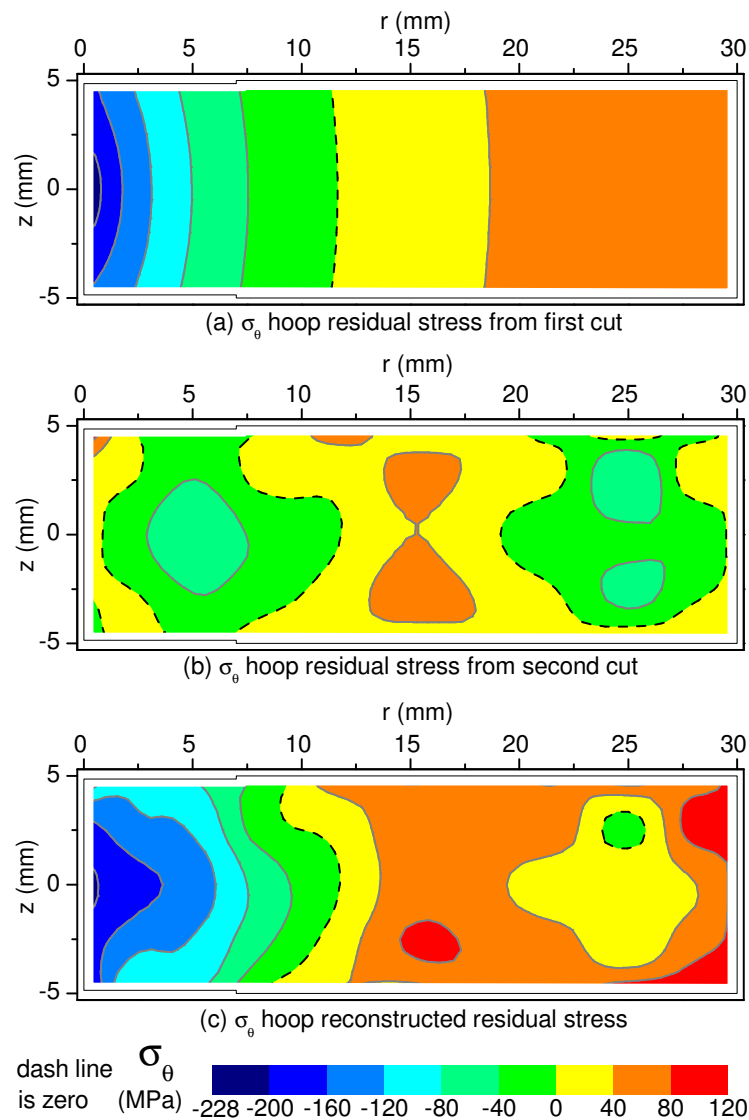 r (mm)
0 5 10 15 20 25 30
5
0
-5
z (mm)
(a) σθ hoop residual stress from first cut
r (mm)
0 5 10 15 20 25 30
5
0
-5
z (mm)
(b) σθ hoop residual stress from second cut
r (mm)
0 5 10 15 20 25 30
5
0
-5
z (mm)
(c) σθ hoop reconstructed residual stress
dash line
is zero
σθ
(MPa)
-228 -200 -160 -120 -80 -40 0 40 80 120